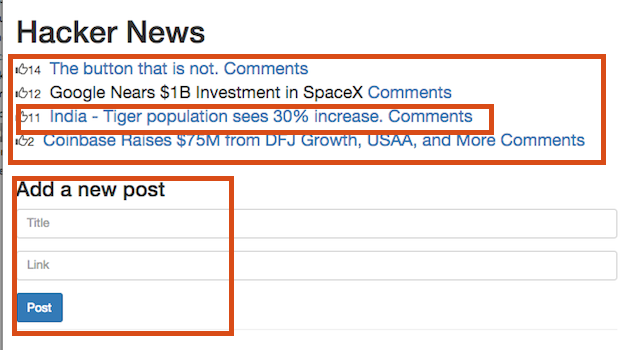 Hacker News
14 The button that is not. Comments
12 Google Nears $1B Investment in SpaceX Comments
11 India - Tiger population sees 30% increase. Comments
2 Coinbase Raises $75M from DFJ Growth, USAA, and More Comments
Add a new post
Title
Link
Post